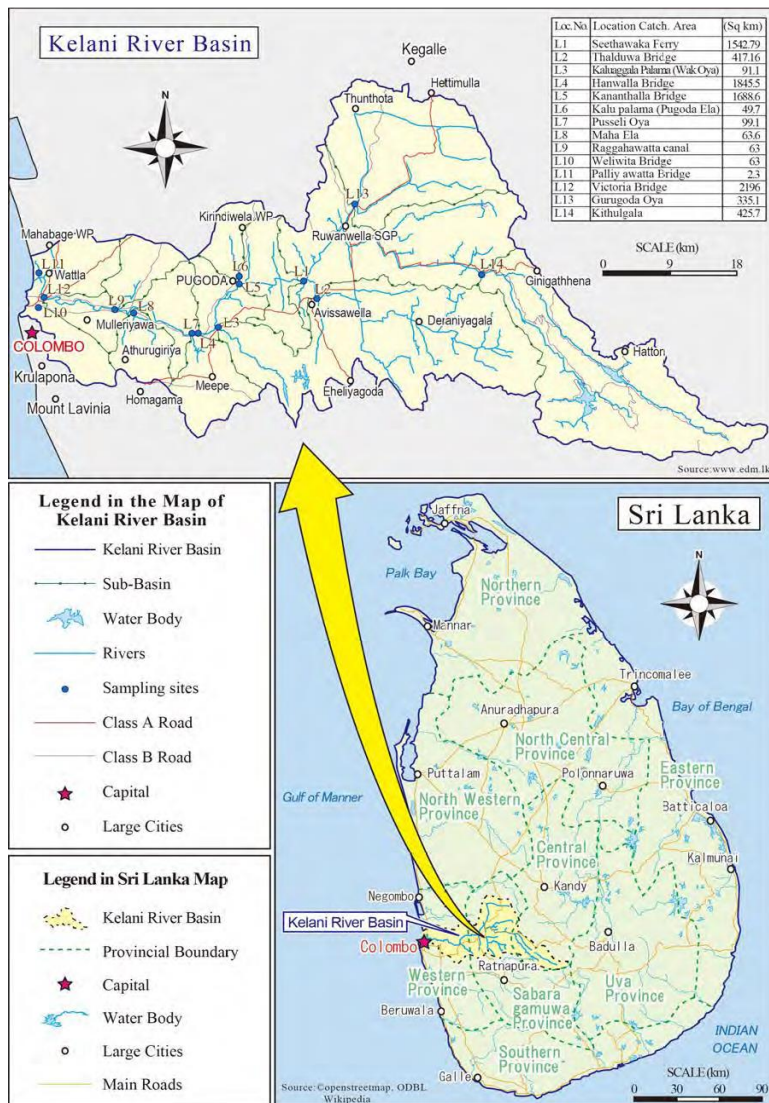 Kelani River Basin
Loc.No. Location Catch. Area (Sq km)
L1 Seethawaka Ferry 1542.79
L2 Thalduwa Bridge 417.16
L3 Kaluaggala Palama (Wak Oya) 91.1
L4 Hanwalla Bridge 1845.5
L5 Kananthalla Bridge 1688.6
L6 Kalu palama (Pugoda Ela) 49.7
L7 Pusseli Oya 99.1
L8 Maha Ela 63.6
L9 Raggahawatta canal 63
L10 Weliwita Bridge 63
L11 Palliy awatta Bridge 2.3
L12 Victoria Bridge 2196
L13 Gurugoda Oya 335.1
L14 Kithulgala 425.7
SCALE (km)
0 9 18
N
Kegalle
Hettimulla
Thunthota
L13
Kirindiwela WP
Ruwanwella SGP
Mahabage WP
L11
Wattla
L12
L10
L9
L8
Mulleriyawa
PUGODA
L6
L5
L1
L2
Avissawella
L14
Ginigathhena
L7
L3
L4
Deraniyagala
COLOMBO
Athurugiriya
Hatton
Krulapona
Meepe
Eheliyagoda
Homagama
Mount Lavinia
Source:www.edm.lk
Legend in the Map of
Kelani River Basin
Kelani River Basin
Sub-Basin
Water Body
Rivers
Sampling sites
Class A Road
Class B Road
Capital
Large Cities
Legend in Sri Lanka Map
Kelani River Basin
Provincial Boundary
Capital
Water Body
Large Cities
Main Roads
Sri Lanka
N
Jaffna
Palk Bay
Northern
Province
Mannar
Trincomalee
Bay of Bengal
Anuradhapura
North Central
Province
Puttalam
Polonnaruwa
Eastern
Province
Gulf of Manner
North Western
Province
Batticaloa
Central
Province
Kalmunai
Kandy
Negombo
Kelani River Basin
Colombo
Badulla
Western
Province
Ratnapura
Sabara
gamuwa
Province
Uva
Province
Beruwala
Southern
Province
INDIAN
OCEAN
Galle
SCALE (km)
0 30 60 90
Source:©openstreetmap, ODBL
Wikipedia